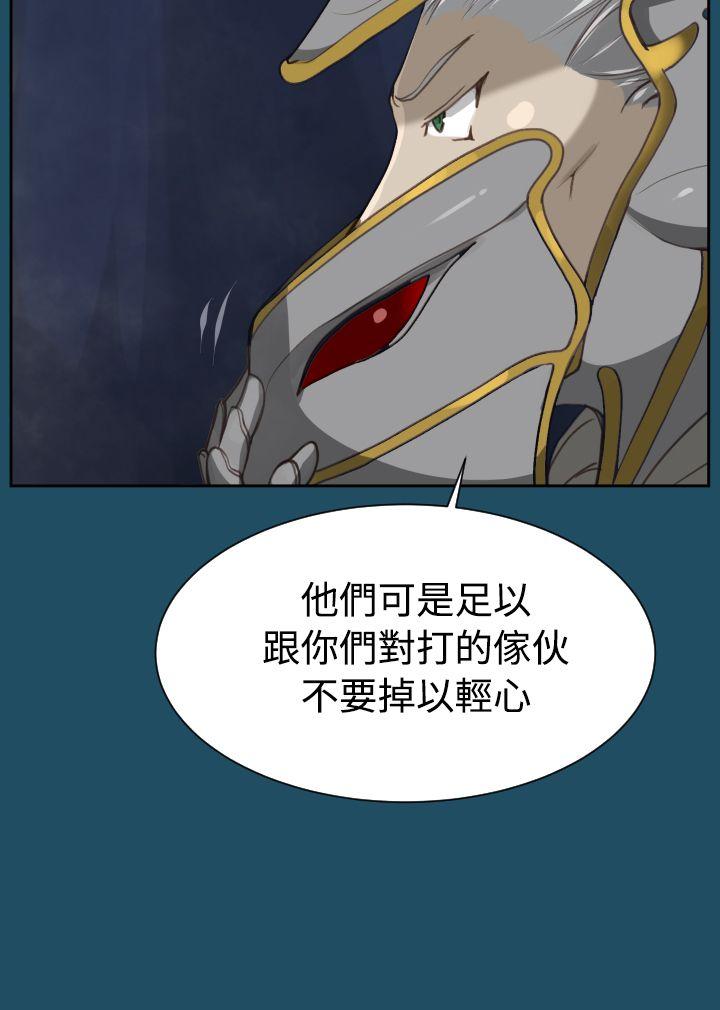 他們可是足以
跟你們對打的傢伙
不要掉以輕心